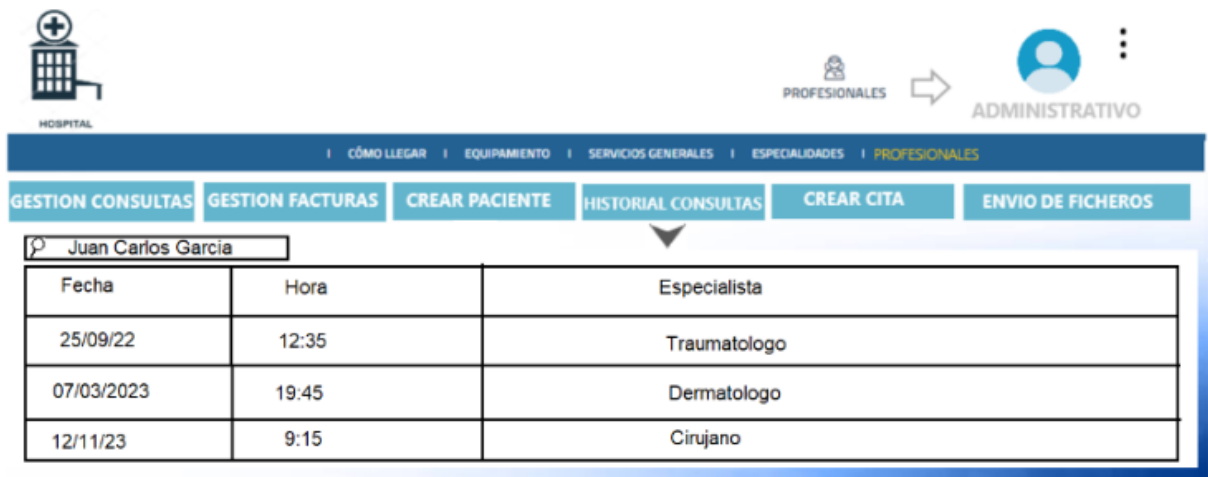 HOSPITAL
PROFESIONALES
ADMINISTRATIVO
I CÓMO LLEGAR I EQUIPAMIENTO I SERVICIOS GENERALES I ESPECIALIDADES I PROFESIONALES
GESTION CONSULTAS GESTION FACTURAS CREAR PACIENTE HISTORIAL CONSULTAS CREAR CITA ENVIO DE FICHEROS
Juan Carlos Garcia
Fecha Hora Especialista
25/09/22 12:35 Traumatologo
07/03/2023 19:45 Dermatologo
12/11/23 9:15 Cirujano